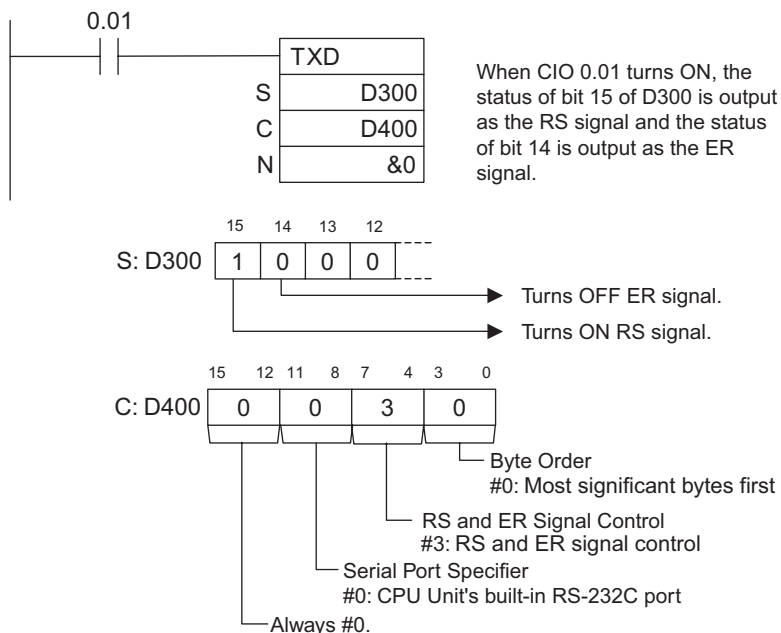 0.01
TXD
S D300
C D400
N &0
When CIO 0.01 turns ON, the
status of bit 15 of D300 is output
as the RS signal and the status
of bit 14 is output as the ER
signal.
15 14 13 12
S: D300 1 0 0 0
Turns OFF ER signal.
Turns ON RS signal.
15 12 11 8 7 4 3 0
C: D400 0 0 3 0
Byte Order
#0: Most significant bytes first
RS and ER Signal Control
#3: RS and ER signal control
Serial Port Specifier
#0: CPU Unit's built-in RS-232C port
Always #0.